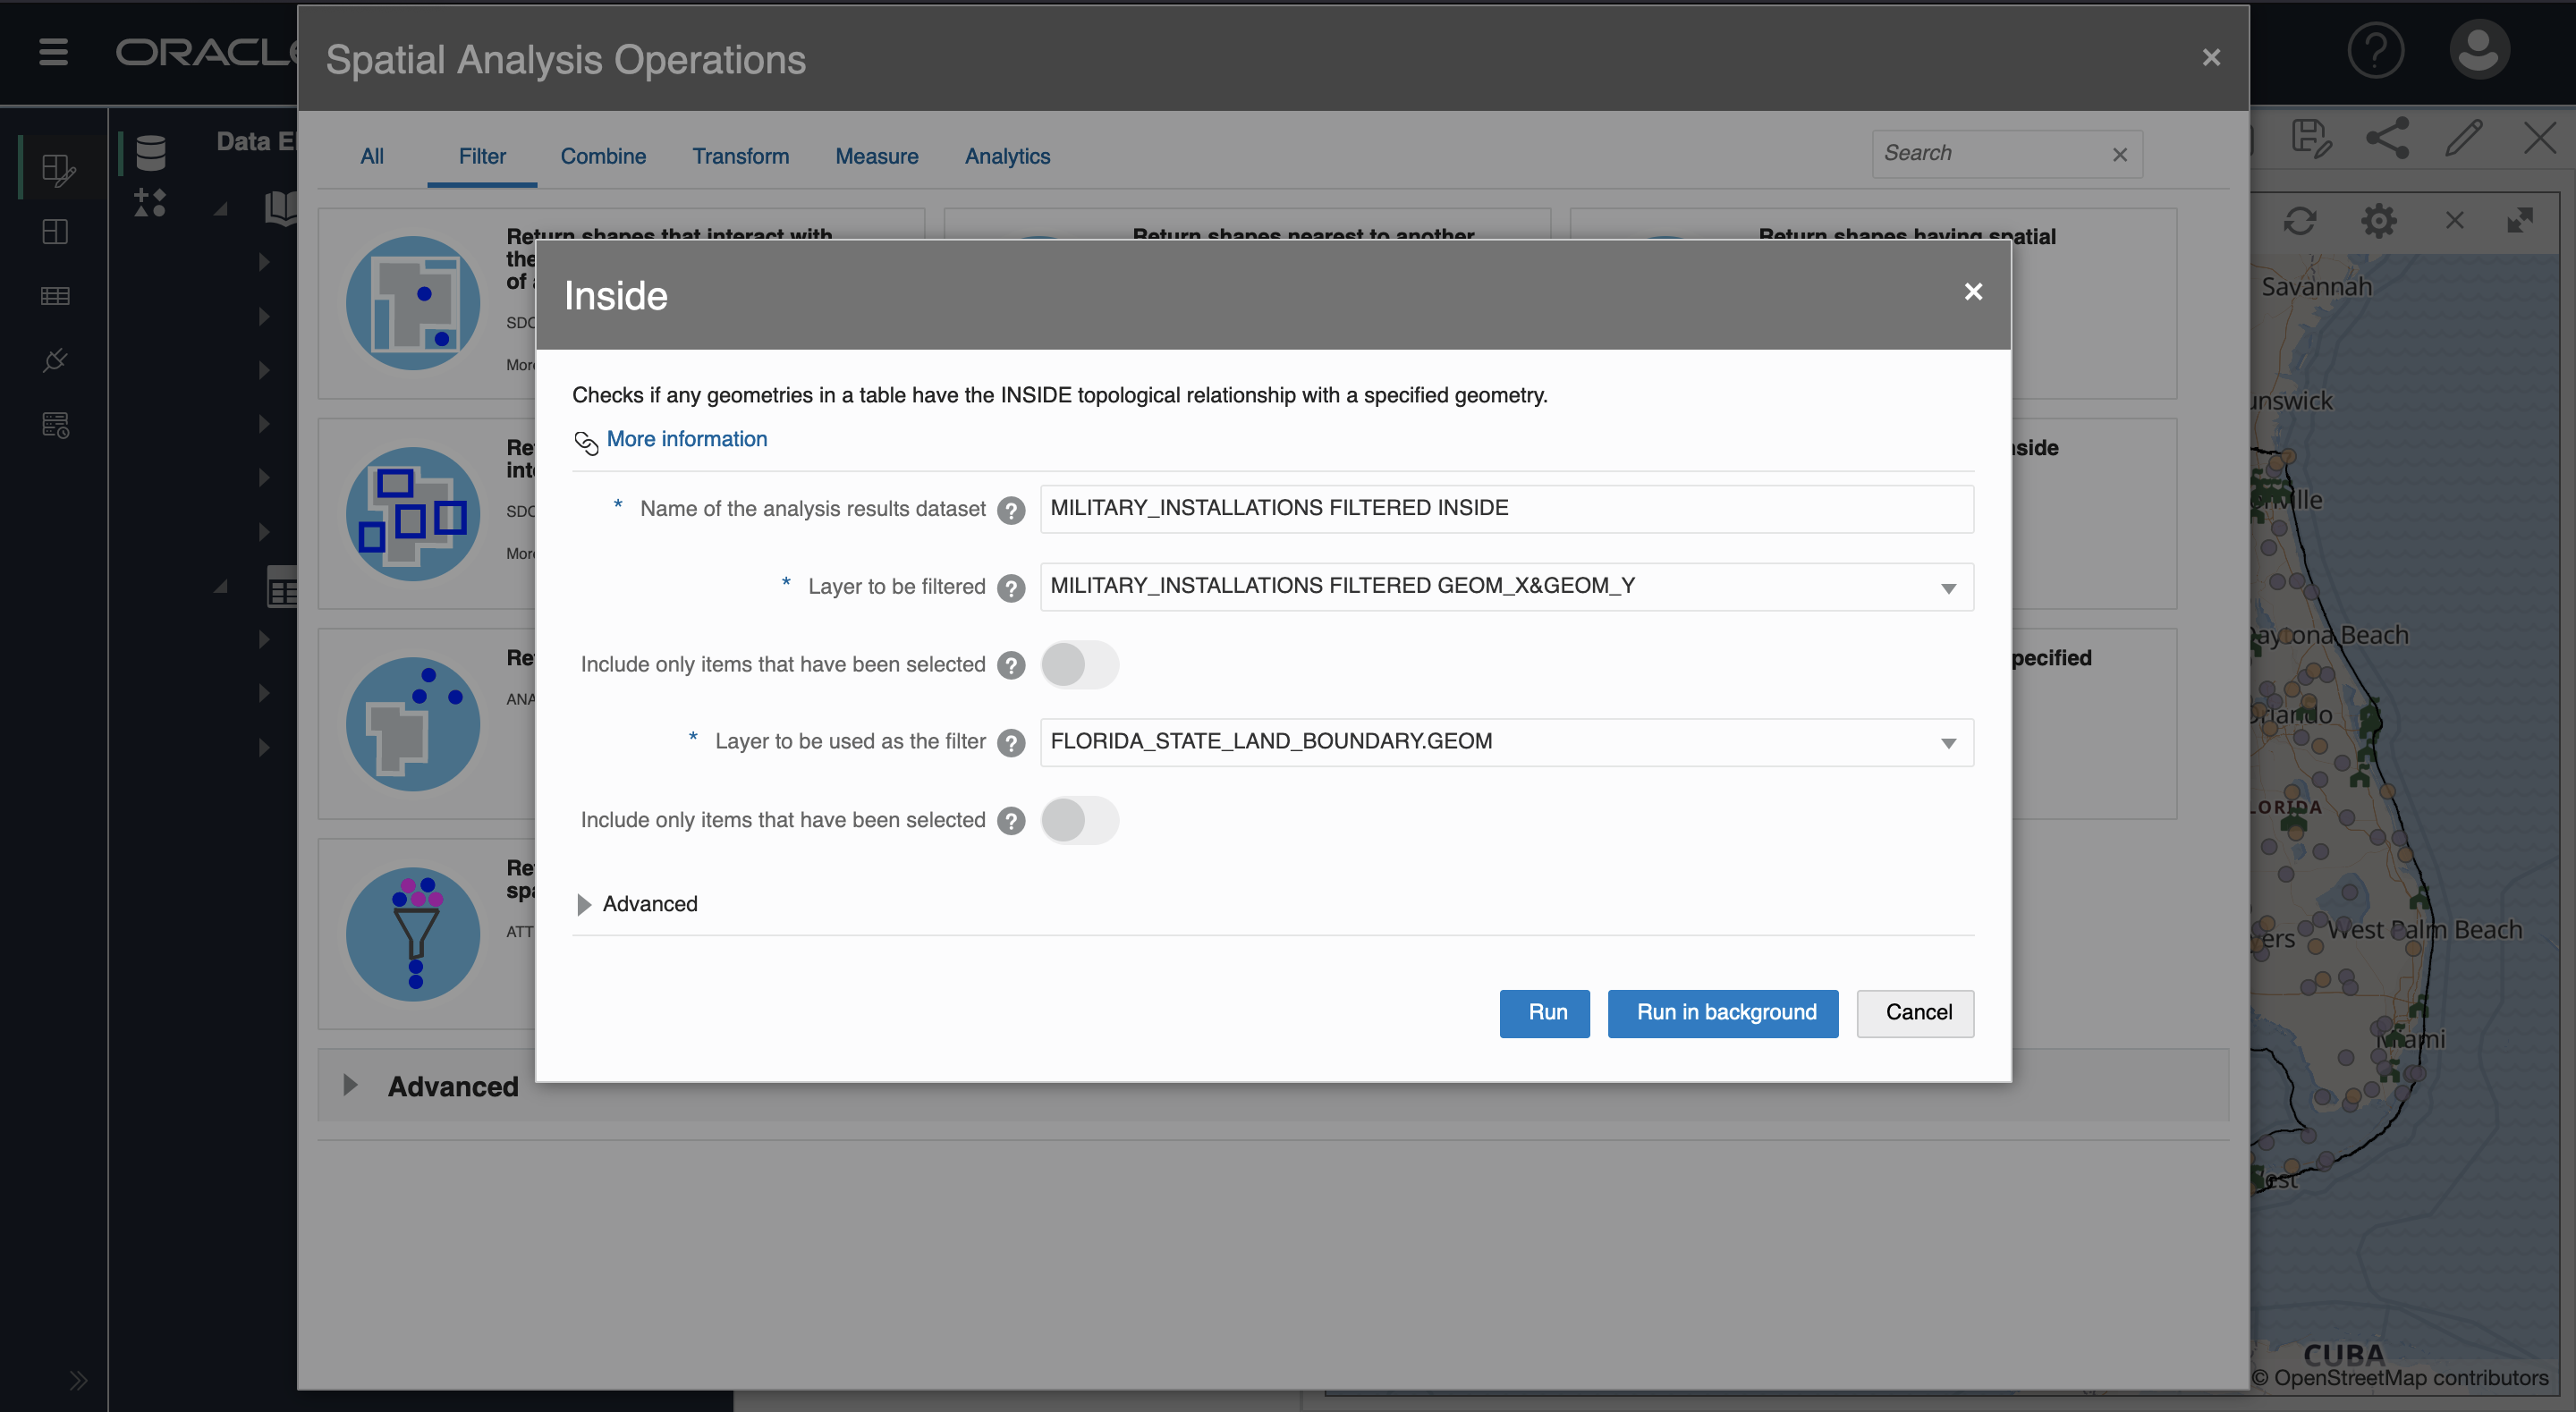 ORACL
Spatial Analysis Operations
Data El
All
Filter
Combine
Transform
Measure
Analytics
Search
Return shapes that interact with
the
of
SDO
More
Return shapes nearest to another
Return shapes having spatial
Inside
Checks if any geometries in a table have the INSIDE topological relationship with a specified geometry.
More information
* Name of the analysis results dataset
MILITARY_INSTALLATIONS FILTERED INSIDE
* Layer to be filtered
MILITARY_INSTALLATIONS FILTERED GEOM_X&GEOM_Y
Include only items that have been selected
* Layer to be used as the filter
FLORIDA_STATE_LAND_BOUNDARY.GEOM
Include only items that have been selected
Advanced
Run
Run in background
Cancel
Re
int
SDO
More
side
Re
ANA
pecified
Re
spa
ATT
Advanced
Savannah
unswick
onville
Daytona Beach
Orlando
LORIDA
West Palm Beach
ers
Miami
est
CUBA
© OpenStreetMap contributors